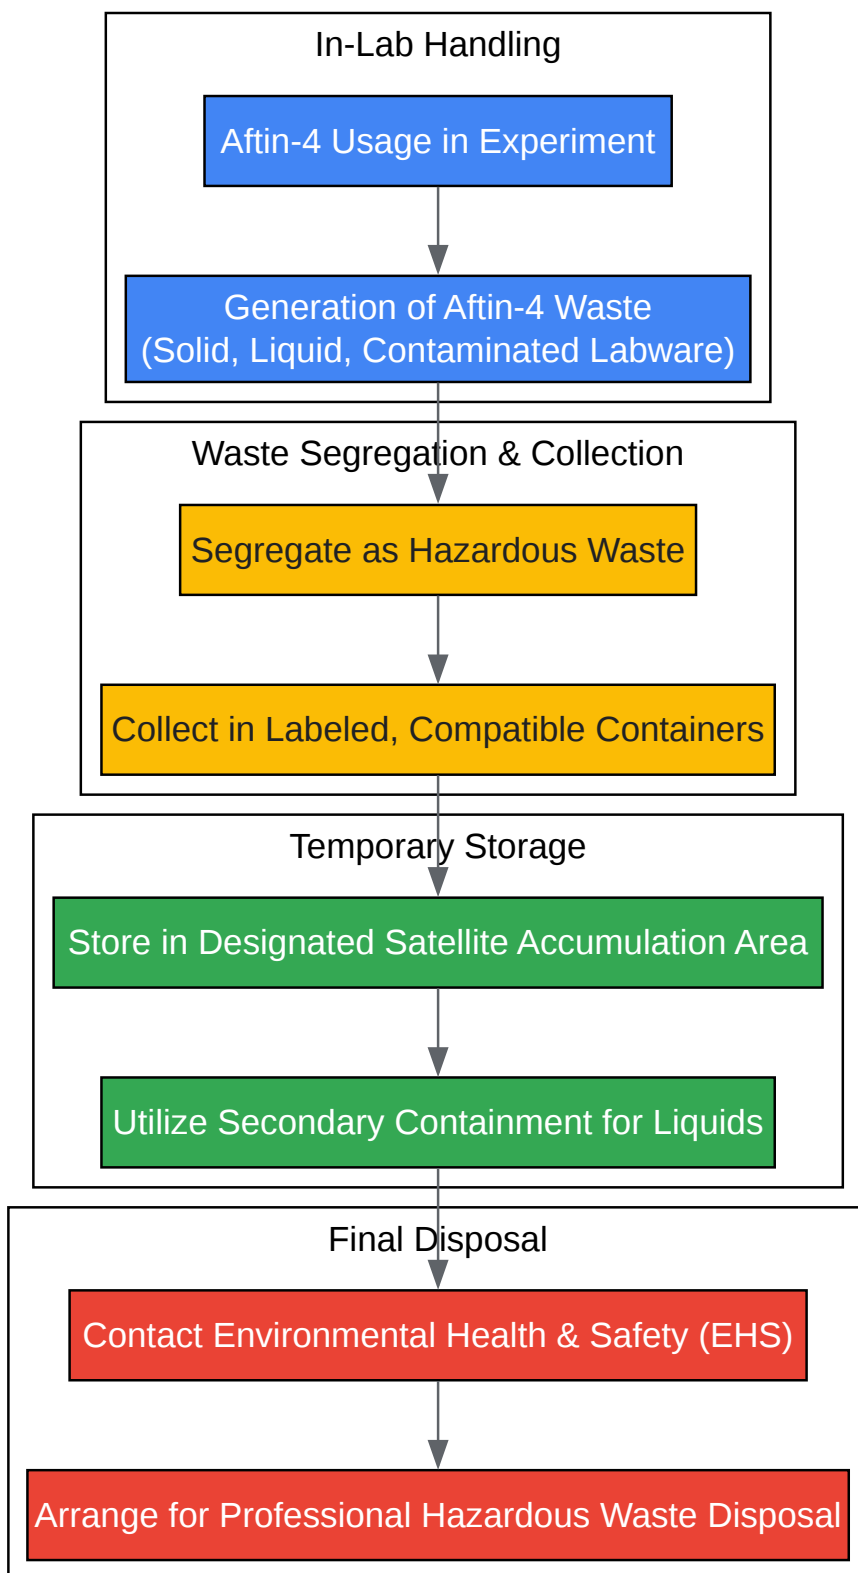 In-Lab Handling
Aftin-4 Usage in Experiment
Generation of Aftin-4 Waste
(Solid, Liquid, Contaminated Labware)
Waste Segregation & Collection
Segregate as Hazardous Waste
Collect in Labeled, Compatible Containers
Temporary Storage
Store in Designated Satellite Accumulation Area
Utilize Secondary Containment for Liquids
Final Disposal
Contact Environmental Health & Safety (EHS)
Arrange for Professional Hazardous Waste Disposal